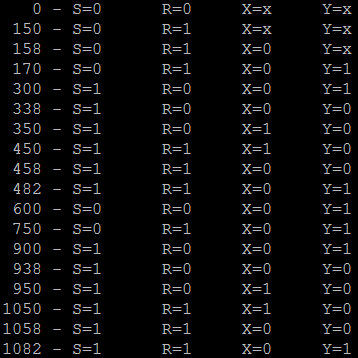 0 - S=0 R=0 X=x Y=x
150 - S=0 R=1 X=x Y=x
158 - S=0 R=1 X=0 Y=x
170 - S=0 R=1 X=0 Y=1
300 - S=1 R=0 X=0 Y=1
338 - S=1 R=0 X=0 Y=0
350 - S=1 R=0 X=1 Y=0
450 - S=1 R=1 X=1 Y=0
458 - S=1 R=1 X=0 Y=0
482 - S=1 R=1 X=0 Y=1
600 - S=0 R=0 X=0 Y=1
750 - S=0 R=1 X=0 Y=1
900 - S=1 R=0 X=0 Y=1
938 - S=1 R=0 X=0 Y=0
950 - S=1 R=0 X=1 Y=0
1050 - S=1 R=1 X=1 Y=0
1058 - S=1 R=1 X=0 Y=0
1082 - S=1 R=1 X=0 Y=1